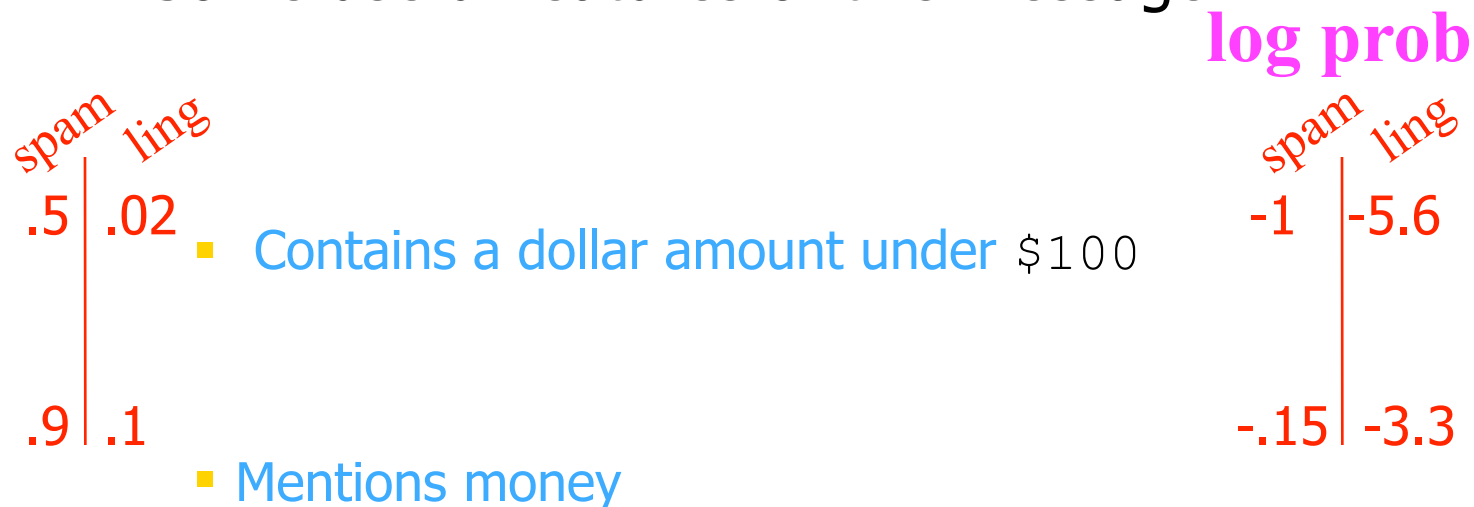 log prob
spam ling spam ling
.5 .02 -1 -5.6
▪ Contains a dollar amount under $100
.9 .1 -.15 -3.3
▪ Mentions money